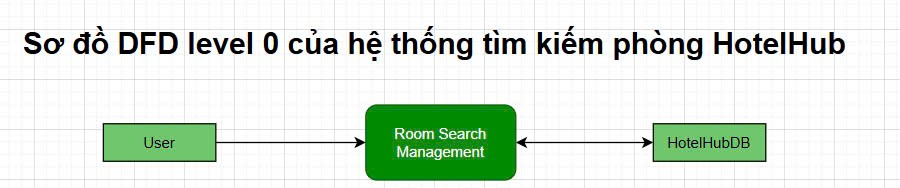 Sơ đồ DFD level 0 của hệ thống tìm kiếm phòng HotelHub
User
Room Search
Management
HotelHubDB